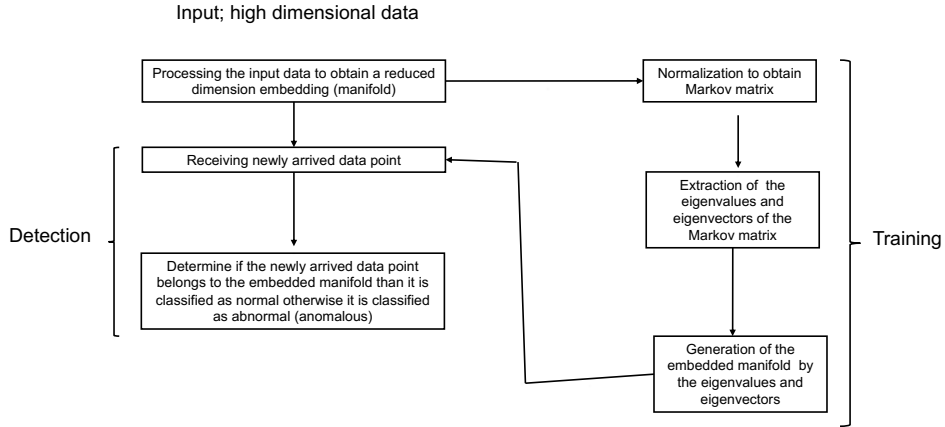 Input; high dimensional data
Processing the input data to obtain a reduced
dimension embedding (manifold)
Normalization to obtain
Markov matrix
Receiving newly arrived data point
Extraction of the
eigenvalues and
eigenvectors of the
Markov matrix
Detection
Training
Determine if the newly arrived data point
belongs to the embedded manifold than it is
classified as normal otherwise it is classified
as abnormal (anomalous)
Generation of the
embedded manifold by
the eigenvalues and
eigenvectors